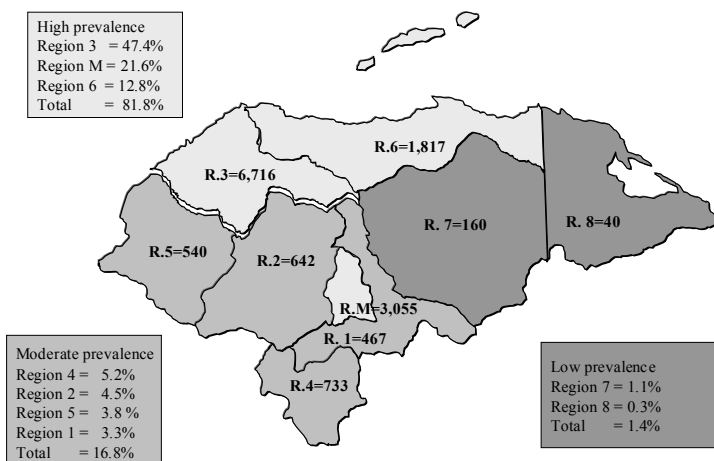 High prevalence
Region 3 = 47.4%
Region M = 21.6%
Region 6 = 12.8%
Total = 81.8%
R.6=1,817
R.3=6,716
R. 7=160
R. 8=40
R.5=540
R.2=642
R.M=3,055
R. 1=467
R.4=733
Moderate prevalence
Region 4 = 5.2%
Region 2 = 4.5%
Region 5 = 3.8 %
Region 1 = 3.3%
Total = 16.8%
Low prevalence
Region 7 = 1.1%
Region 8 = 0.3%
Total = 1.4%